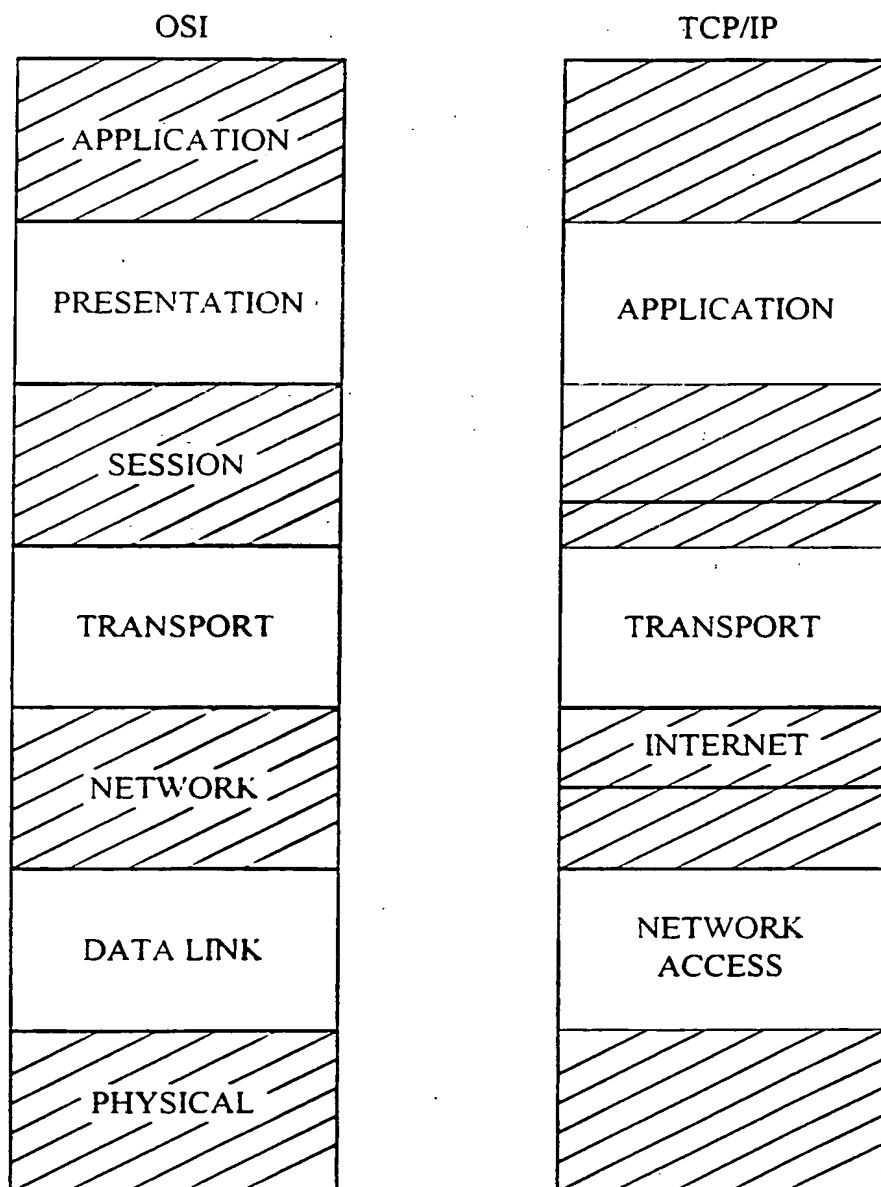 OSI
APPLICATION
PRESENTATION
SESSION
TRANSPORT
NETWORK
DATA LINK
PHYSICAL
TCP/IP
APPLICATION
TRANSPORT
INTERNET
NETWORK
ACCESS